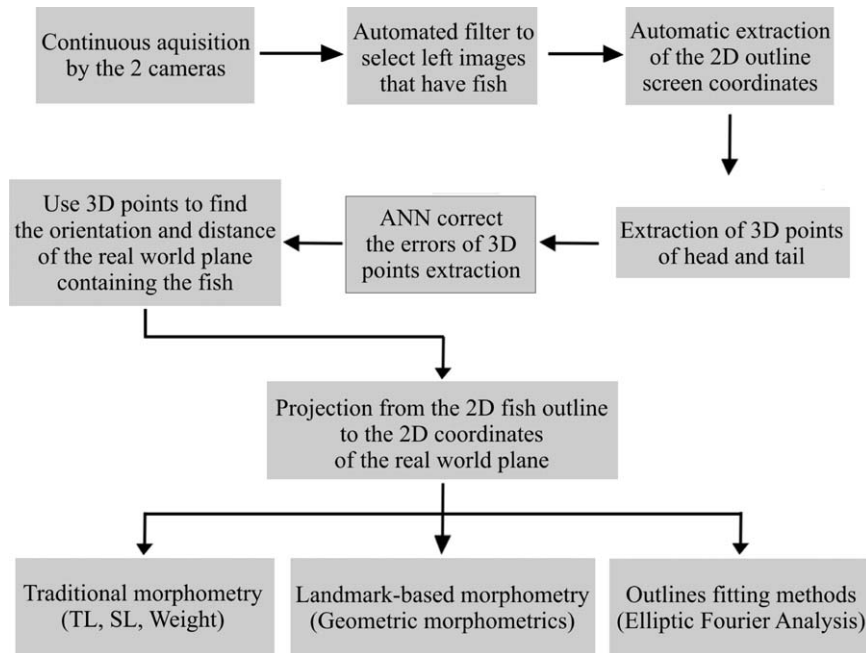 Continuous aquisition
by the 2 cameras
Automated filter to
select left images
that have fish
Automatic extraction
of the 2D outline
screen coordinates
Extraction of 3D points
of head and tail
ANN correct
the errors of 3D
points extraction
Use 3D points to find
the orientation and distance
of the real world plane
containing the fish
Projection from the 2D fish outline
to the 2D coordinates
of the real world plane
Traditional morphometry
(TL, SL, Weight)
Landmark-based morphometry
(Geometric morphometrics)
Outlines fitting methods
(Elliptic Fourier Analysis)